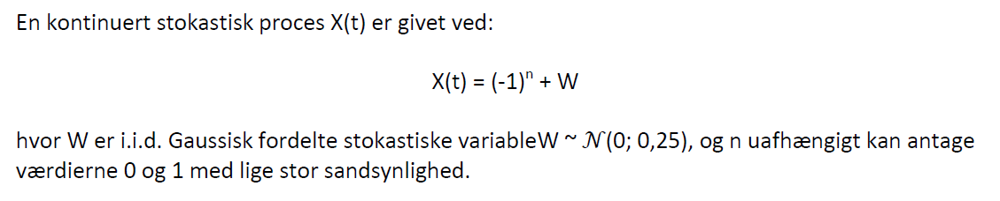 En kontinuert stokastisk proces X(t) er givet ved:
X(t) = (-1)ⁿ + W
hvor W er i.i.d. Gaussisk fordelte stokastiske variableW ~ 𝒩(0; 0,25), og n uafhængigt kan antage
værdierne 0 og 1 med lige stor sandsynlighed.